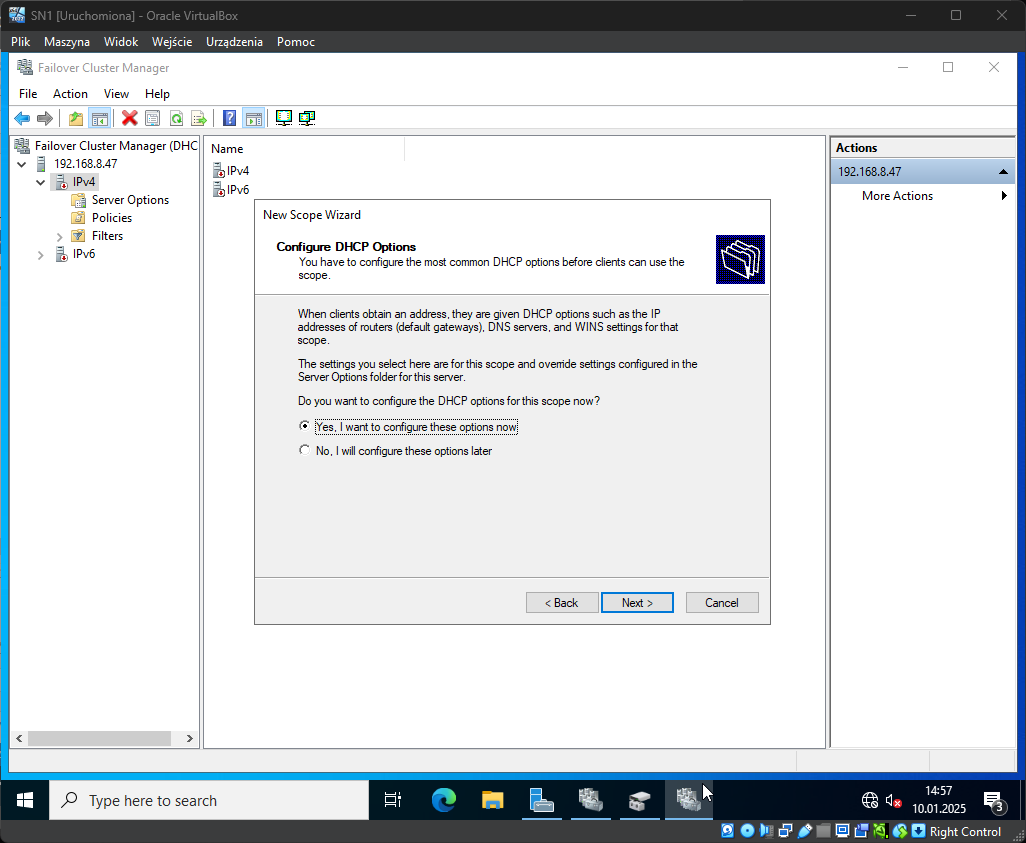 SN1 [Uruchomiona] - Oracle VirtualBox
Plik Maszyna Widok Wejście Urządzenia Pomoc
Failover Cluster Manager
File Action View Help
Failover Cluster Manager (DHC
192.168.8.47
IPv4
Server Options
Policies
Filters
IPv6
Name
IPv4
IPv6
New Scope Wizard
Configure DHCP Options
You have to configure the most common DHCP options before clients can use the
scope.
When clients obtain an address, they are given DHCP options such as the IP
addresses of routers (default gateways), DNS servers, and WINS settings for that
scope.
The settings you select here are for this scope and override settings configured in the
Server Options folder for this server.
Do you want to configure the DHCP options for this scope now?
Yes, I want to configure these options now
No, I will configure these options later
< Back Next > Cancel
Actions
192.168.8.47
More Actions
Type here to search
14:57
10.01.2025
3
Right Control